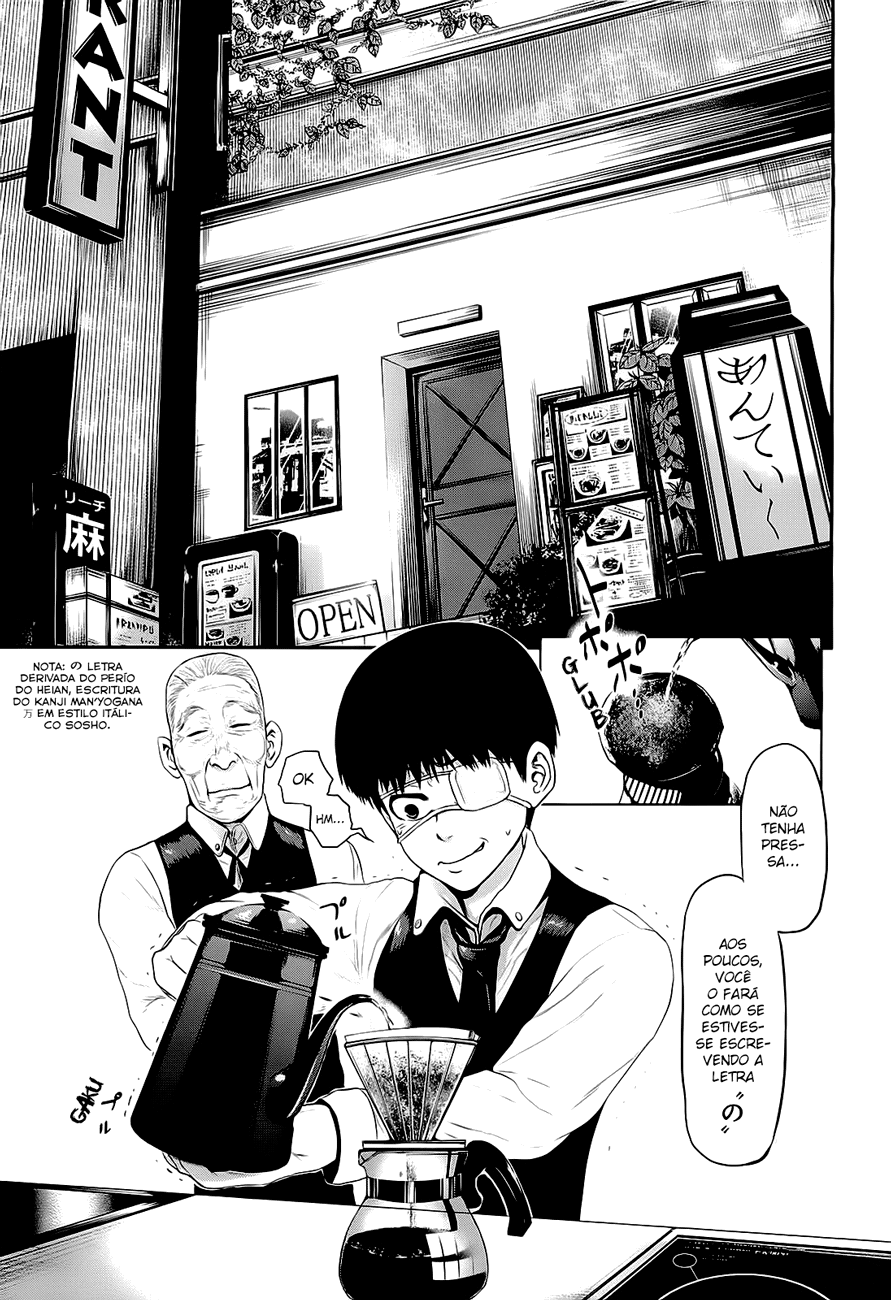 RANT
あんていく
リーチ
麻
OPEN
トポポ
GLUB
NOTA: の LETRA
DERIVADA DO PERÍO
DO HEIAN, ESCRITURA
DO KANJI MAN'YOGANA
万 EM ESTILO ITÁLI-
CO SOSHO.
NÃO
TENHA
PRES-
SA...
AOS
POUCOS,
VOCÊ
O FARÁ
COMO SE
ESTIVES-
SE ESCRE-
VENDO A
LETRA
"の"
OK
HM...
プル
GAKU
プル